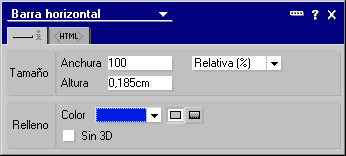 Barra horizontal
? X
i <HTML>
Tamaño Anchura 100 Relativa (%)
Altura 0,185cm
Relleno Color
Sin 3D